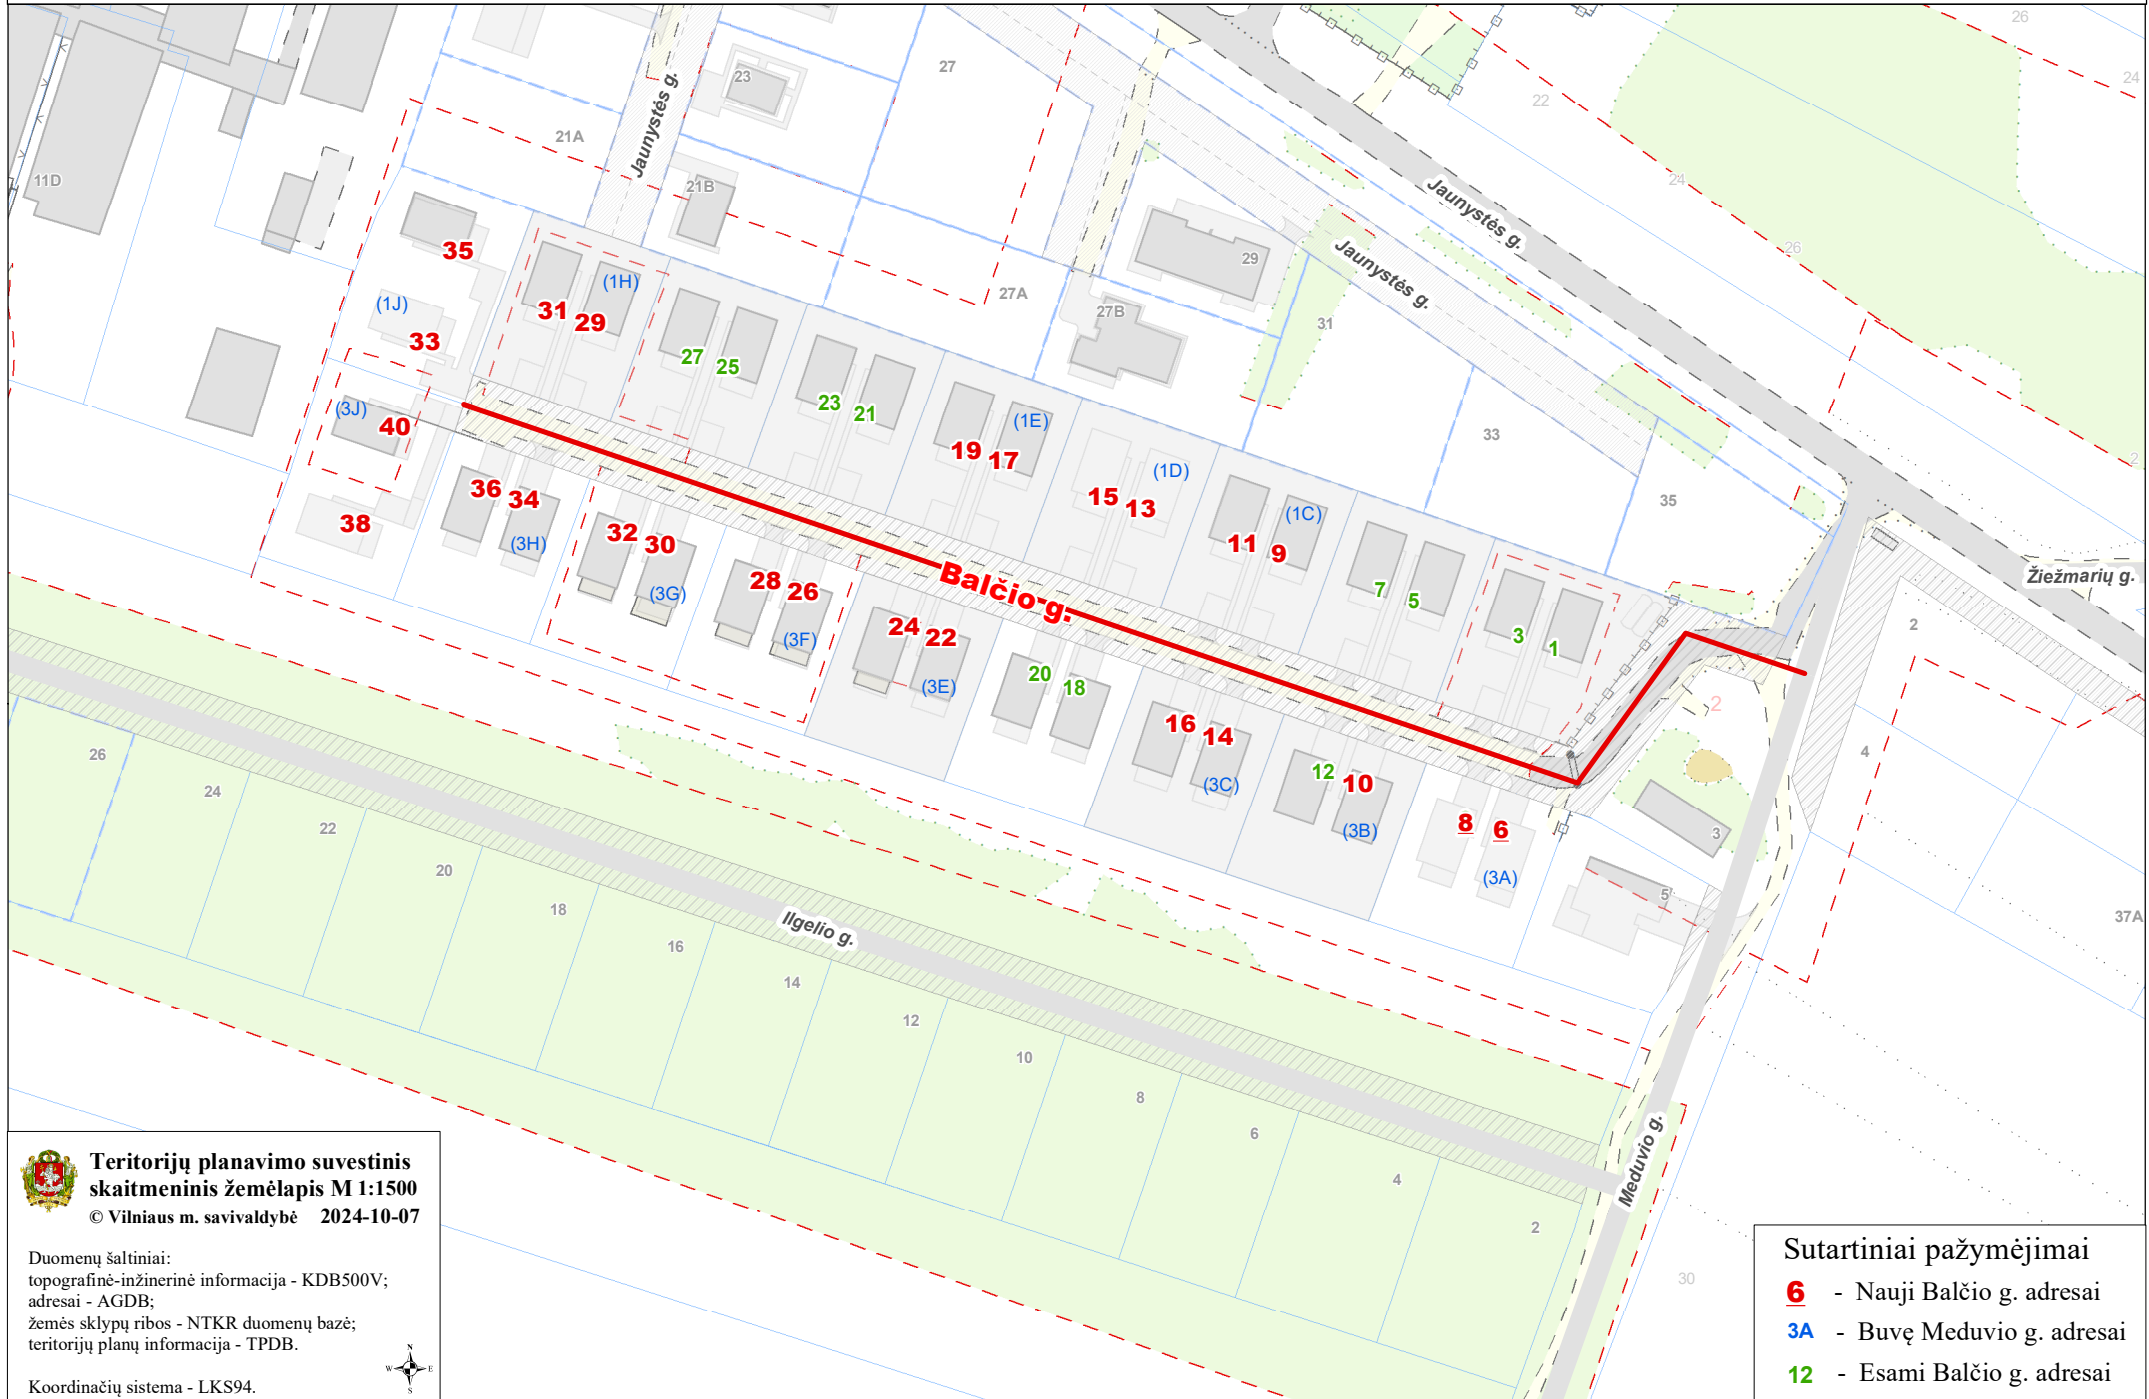 26
24
22
24
26
2
23
27
Jaunystės g.
21A
21B
11D
27A
27B
29
31
33
35
Jaunystės g.
Jaunystės g.
Žiežmarių g.
35
(1J)
33
(3J)
40
38
31
29
(1H)
27
25
23
21
19
17
(1E)
15
13
(1D)
11
9
(1C)
7
5
3
1
36
34
(3H)
32
30
(3G)
28
26
(3F)
24
22
(3E)
20
18
16
14
(3C)
12
10
(3B)
8
6
(3A)
Balčio g.
2
2
4
3
5
37A
30
26
24
22
20
18
16
14
12
10
8
6
4
2
Ilgelio g.
Meduvio g.
Teritorijų planavimo suvestinis
skaitmeninis žemėlapis M 1:1500
© Vilniaus m. savivaldybė 2024-10-07
Duomenų šaltiniai:
topografinė-inžinerinė informacija - KDB500V;
adresai - AGDB;
žemės sklypų ribos - NTKR duomenų bazė;
teritorijų planų informacija - TPDB.
Koordinačių sistema - LKS94.
N
W E
S
Sutartiniai pažymėjimai
6 - Nauji Balčio g. adresai
3A - Buvę Meduvio g. adresai
12 - Esami Balčio g. adresai